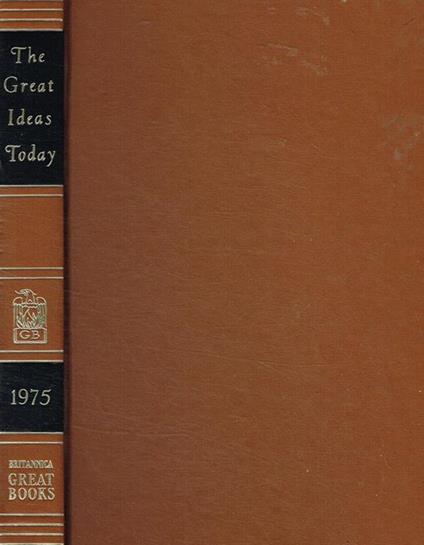 The
Great
Ideas
Today
GB
1975
BRITANNICA
GREAT
BOOKS